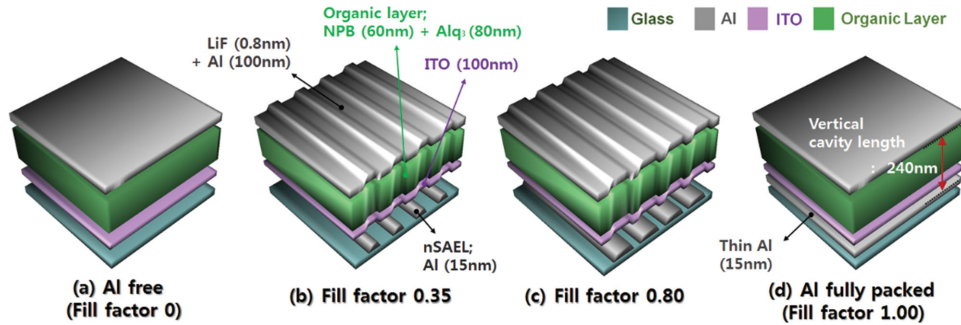 Glass
Al
ITO
Organic Layer
Organic layer;
NPB (60nm) + Alq₃ (80nm)
LiF (0.8nm)
+ Al (100nm)
ITO (100nm)
Vertical
cavity length
: 240nm
nSAEL;
Al (15nm)
Thin Al
(15nm)
(a) Al free
(Fill factor 0)
(b) Fill factor 0.35
(c) Fill factor 0.80
(d) Al fully packed
(Fill factor 1.00)